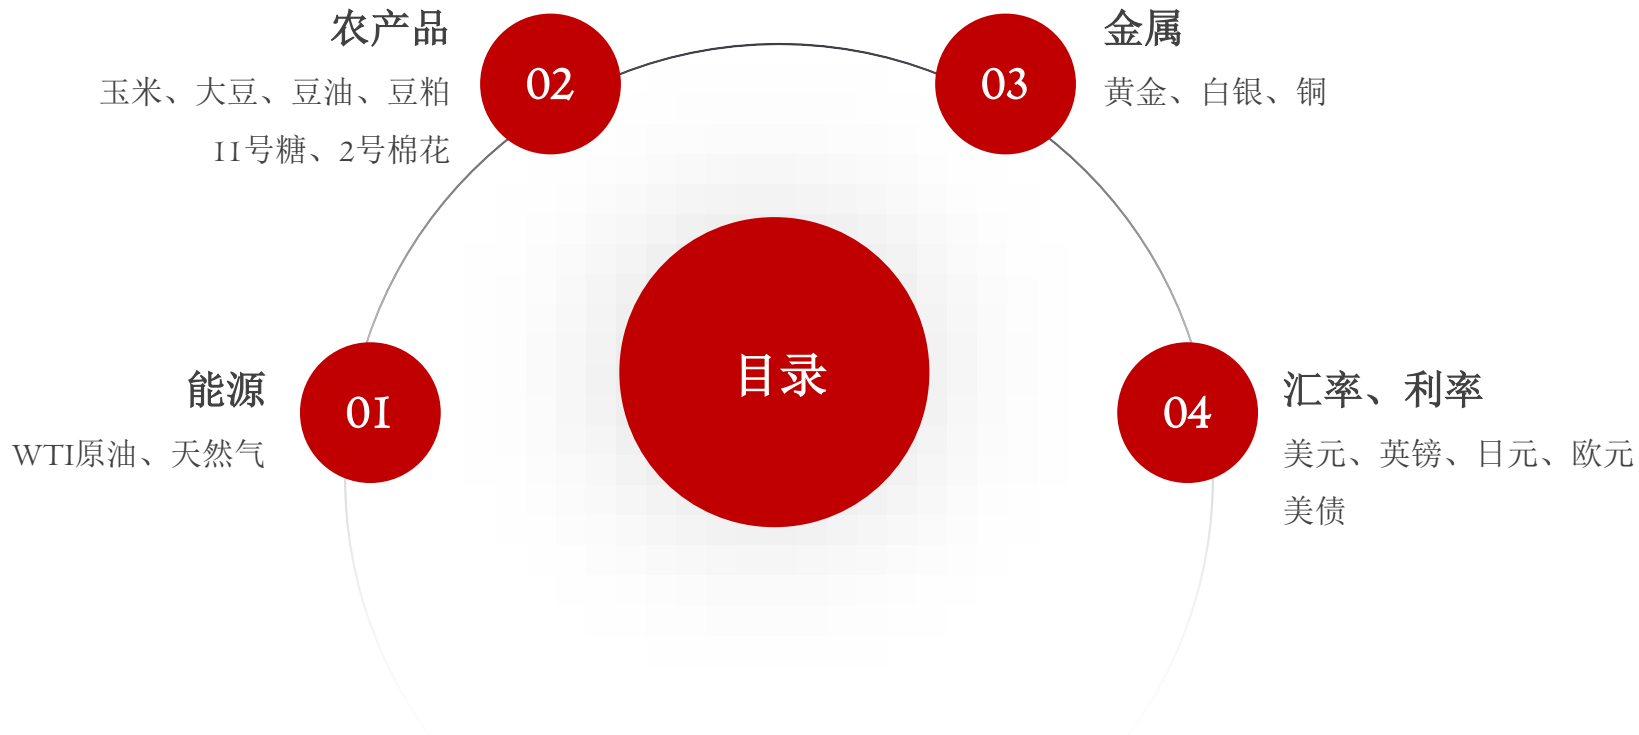 目录
01
能源
WTI原油、天然气
02
农产品
玉米、大豆、豆油、豆粕
11号糖、2号棉花
03
金属
黄金、白银、铜
04
汇率、利率
美元、英镑、日元、欧元
美债